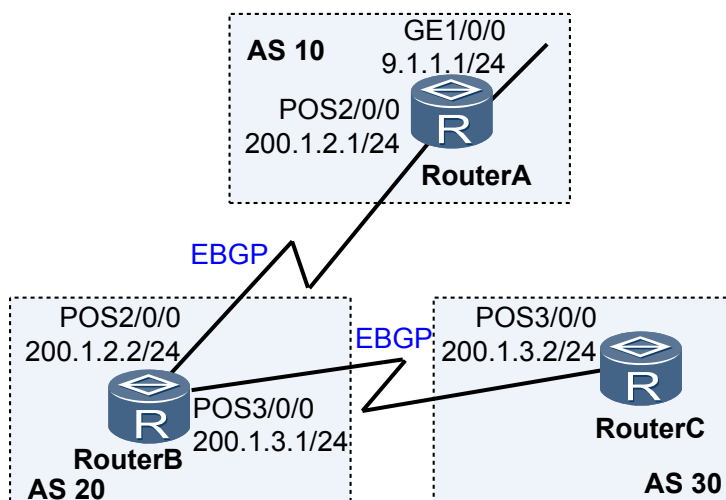 AS 10
GE1/0/0
9.1.1.1/24
POS2/0/0
200.1.2.1/24
R
RouterA
EBGP
POS2/0/0
200.1.2.2/24
EBGP
POS3/0/0
200.1.3.2/24
R
POS3/0/0
200.1.3.1/24
R
RouterC
RouterB
AS 20
AS 30